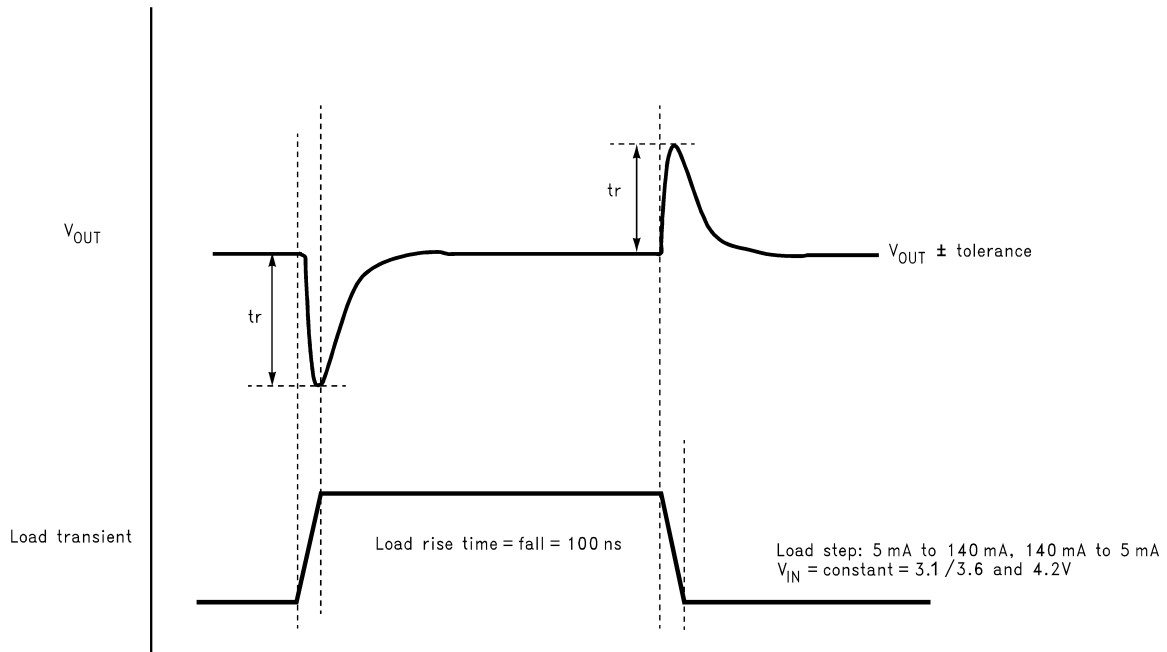 tr
V_OUT
V_OUT ± tolerance
tr
Load transient
Load rise time = fall = 100 ns
Load step: 5 mA to 140 mA, 140 mA to 5 mA
V_IN = constant = 3.1 / 3.6 and 4.2V